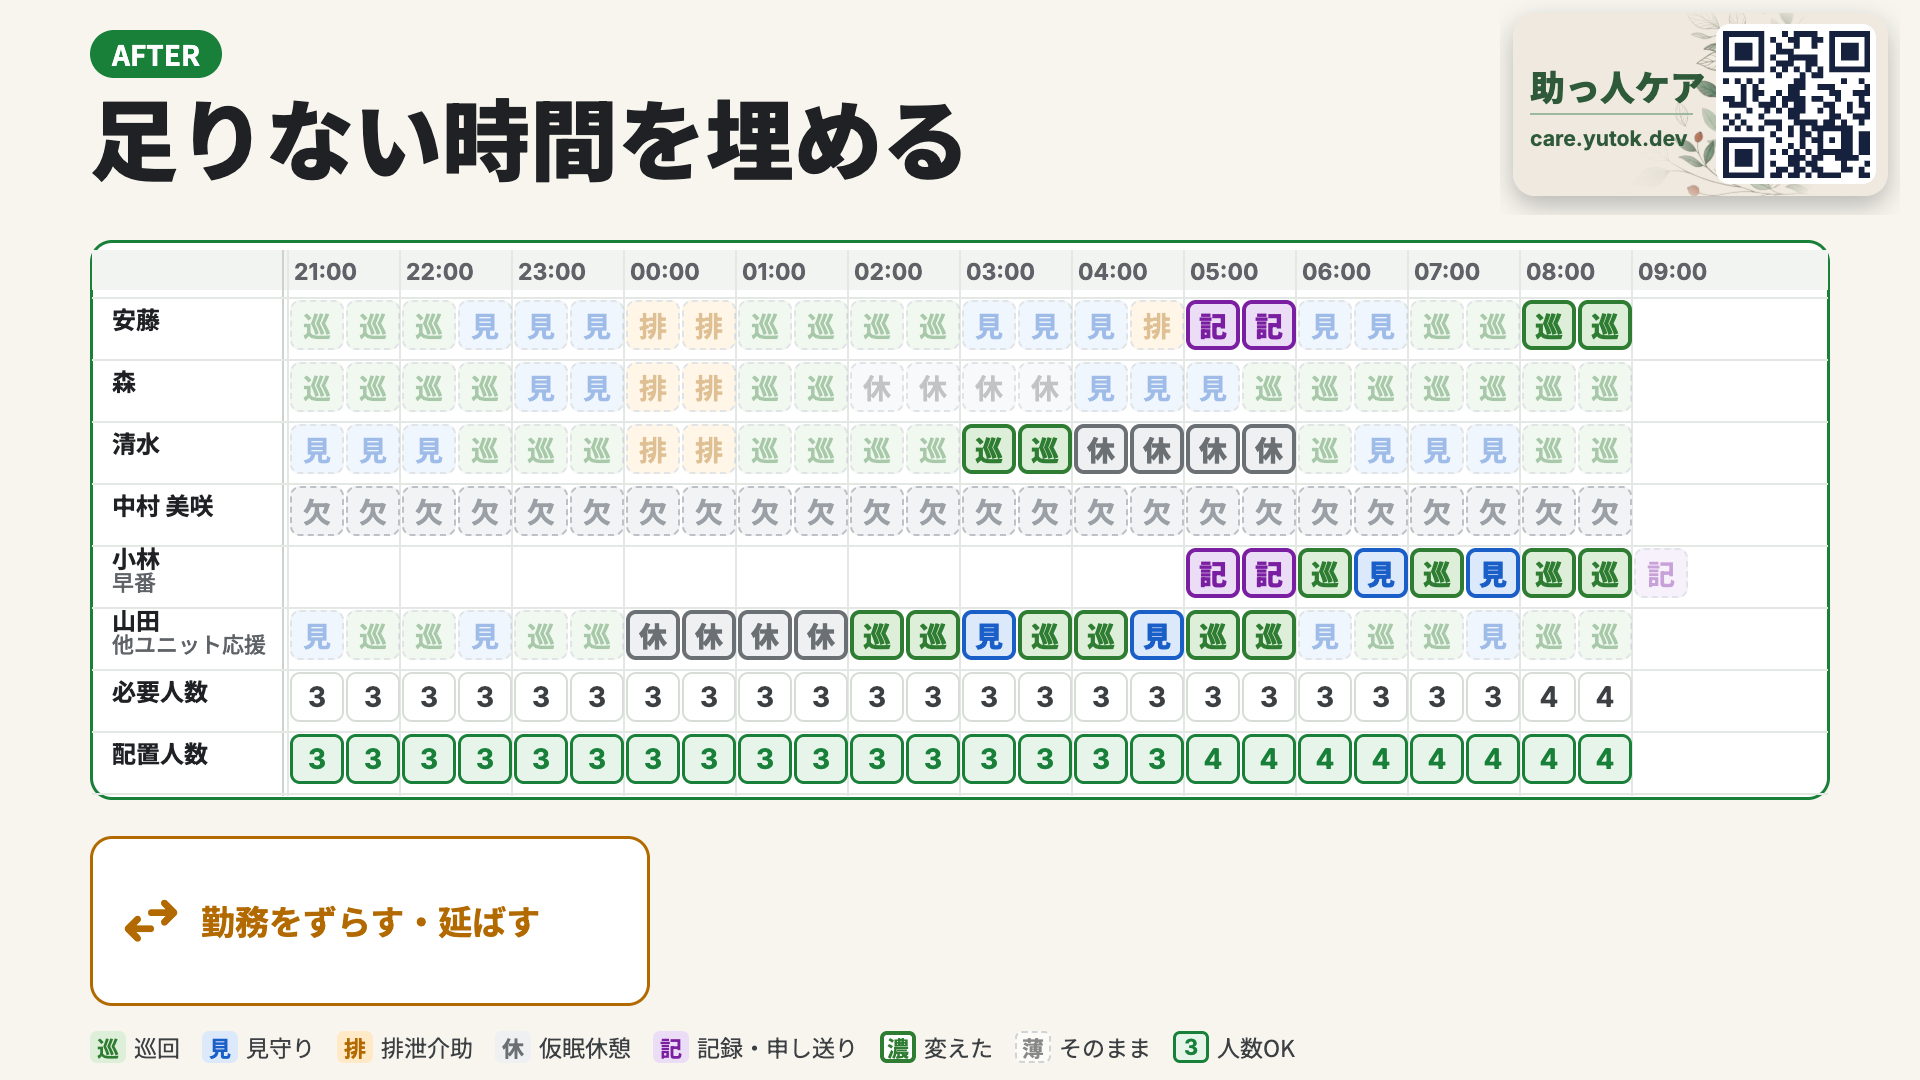 AFTER
足りない時間を埋める
助っ人ケア
care.yutok.dev
21:00 22:00 23:00 00:00 01:00 02:00 03:00 04:00 05:00 06:00 07:00 08:00 09:00
安藤 巡 巡 巡 見 見 見 排 排 巡 巡 巡 巡 見 見 見 排 記 記 見 見 巡 巡 巡 巡
森 巡 巡 巡 巡 見 見 排 排 巡 巡 休 休 休 休 見 見 見 巡 巡 巡 巡 巡 巡 巡
清水 見 見 見 巡 巡 巡 排 排 巡 巡 巡 巡 巡 巡 休 休 休 休 巡 見 見 見 巡 巡
中村 美咲 欠 欠 欠 欠 欠 欠 欠 欠 欠 欠 欠 欠 欠 欠 欠 欠 欠 欠 欠 欠 欠 欠 欠 欠
小林 記 記 巡 見 巡 見 巡 巡 記
早番
山田 見 巡 巡 見 巡 巡 休 休 休 休 巡 巡 見 巡 巡 見 巡 巡 見 巡 巡 見 巡 巡
他ユニット応援
必要人数 3 3 3 3 3 3 3 3 3 3 3 3 3 3 3 3 3 3 3 3 3 3 4 4
配置人数 3 3 3 3 3 3 3 3 3 3 3 3 3 3 3 3 4 4 4 4 4 4 4 4
勤務をずらす・延ばす
巡 巡回 見 見守り 排 排泄介助 休 仮眠休憩 記 記録・申し送り 濃 変えた 薄 そのまま 3 人数OK